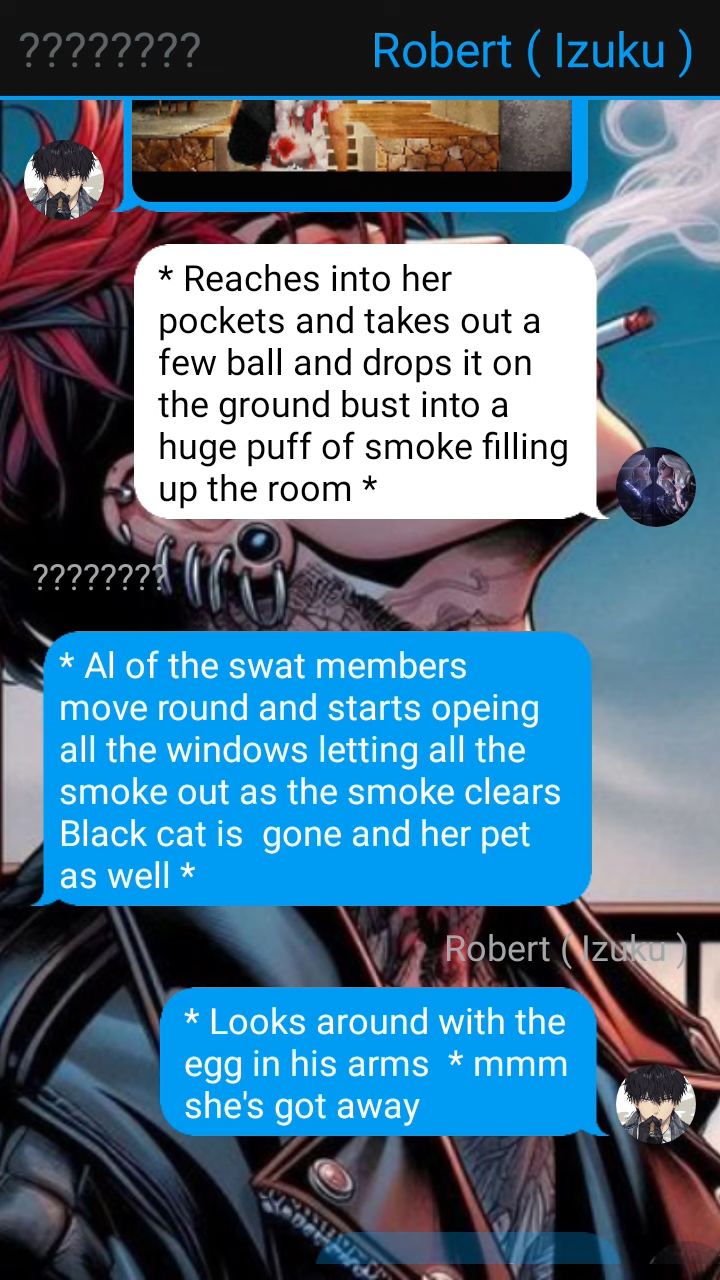 ????????
Robert ( Izuku )
* Reaches into her
pockets and takes out a
few ball and drops it on
the ground bust into a
huge puff of smoke filling
up the room *
????????
* Al of the swat members
move round and starts opeing
all the windows letting all the
smoke out as the smoke clears
Black cat is  gone and her pet
as well *
Robert ( Izuku )
* Looks around with the
egg in his arms  * mmm
she's got away